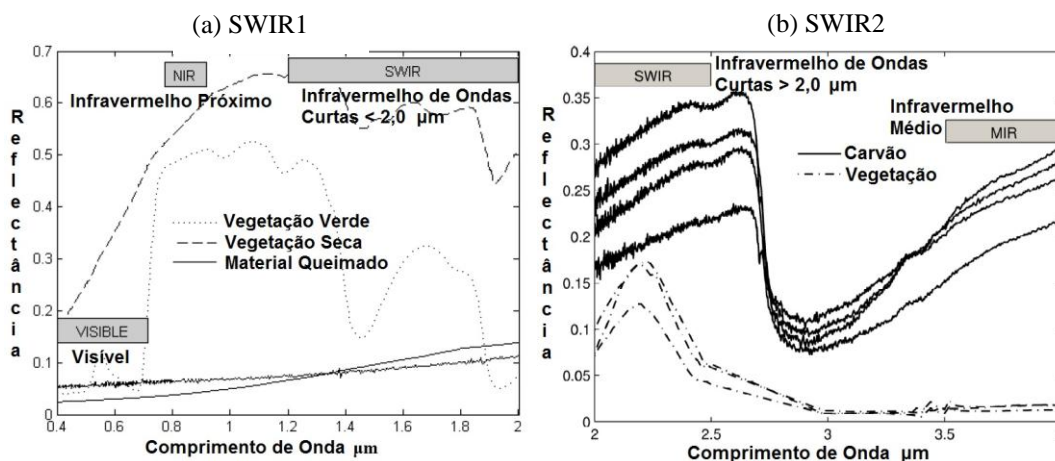 (a) SWIR1
0.7
0.6
0.5
0.4
0.3
0.2
0.1
0
Reflectância
NIR
Infravermelho Próximo
SWIR
Infravermelho de Ondas
Curtas < 2,0 µm
Vegetação Verde
Vegetação Seca
Material Queimado
VISIBLE
Visível
0.4 0.6 0.8 1 1.2 1.4 1.6 1.8 2
Comprimento de Onda µm
(b) SWIR2
0.4
0.35
0.3
0.25
0.2
0.15
0.1
0.05
0
Reflectância
SWIR
Infravermelho de Ondas
Curtas > 2,0 µm
Infravermelho
Médio
MIR
Carvão
Vegetação
2 2.5 3 3.5
Comprimento de Onda µm